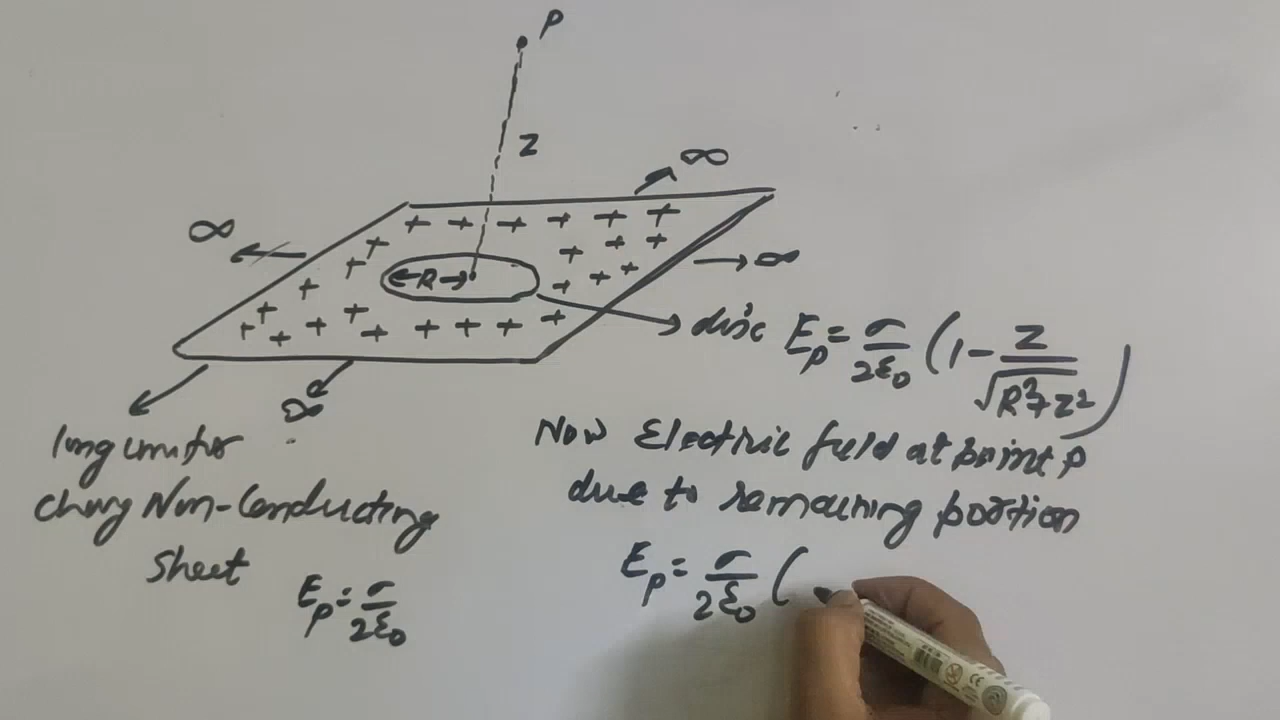 P
Z
∞
∞
∞
+ + + + + +
+ + + +
+ + + +
+ + +
R
+ + + + + + + + +
disc Eₚ = σ/2ε₀ (1 - Z/√R²+Z²)
∞
Now Electric field at point P
due to remaining portion
Sheet
Non-Conducting
Eₚ = σ/2ε₀
Eₚ = σ/2ε₀ (